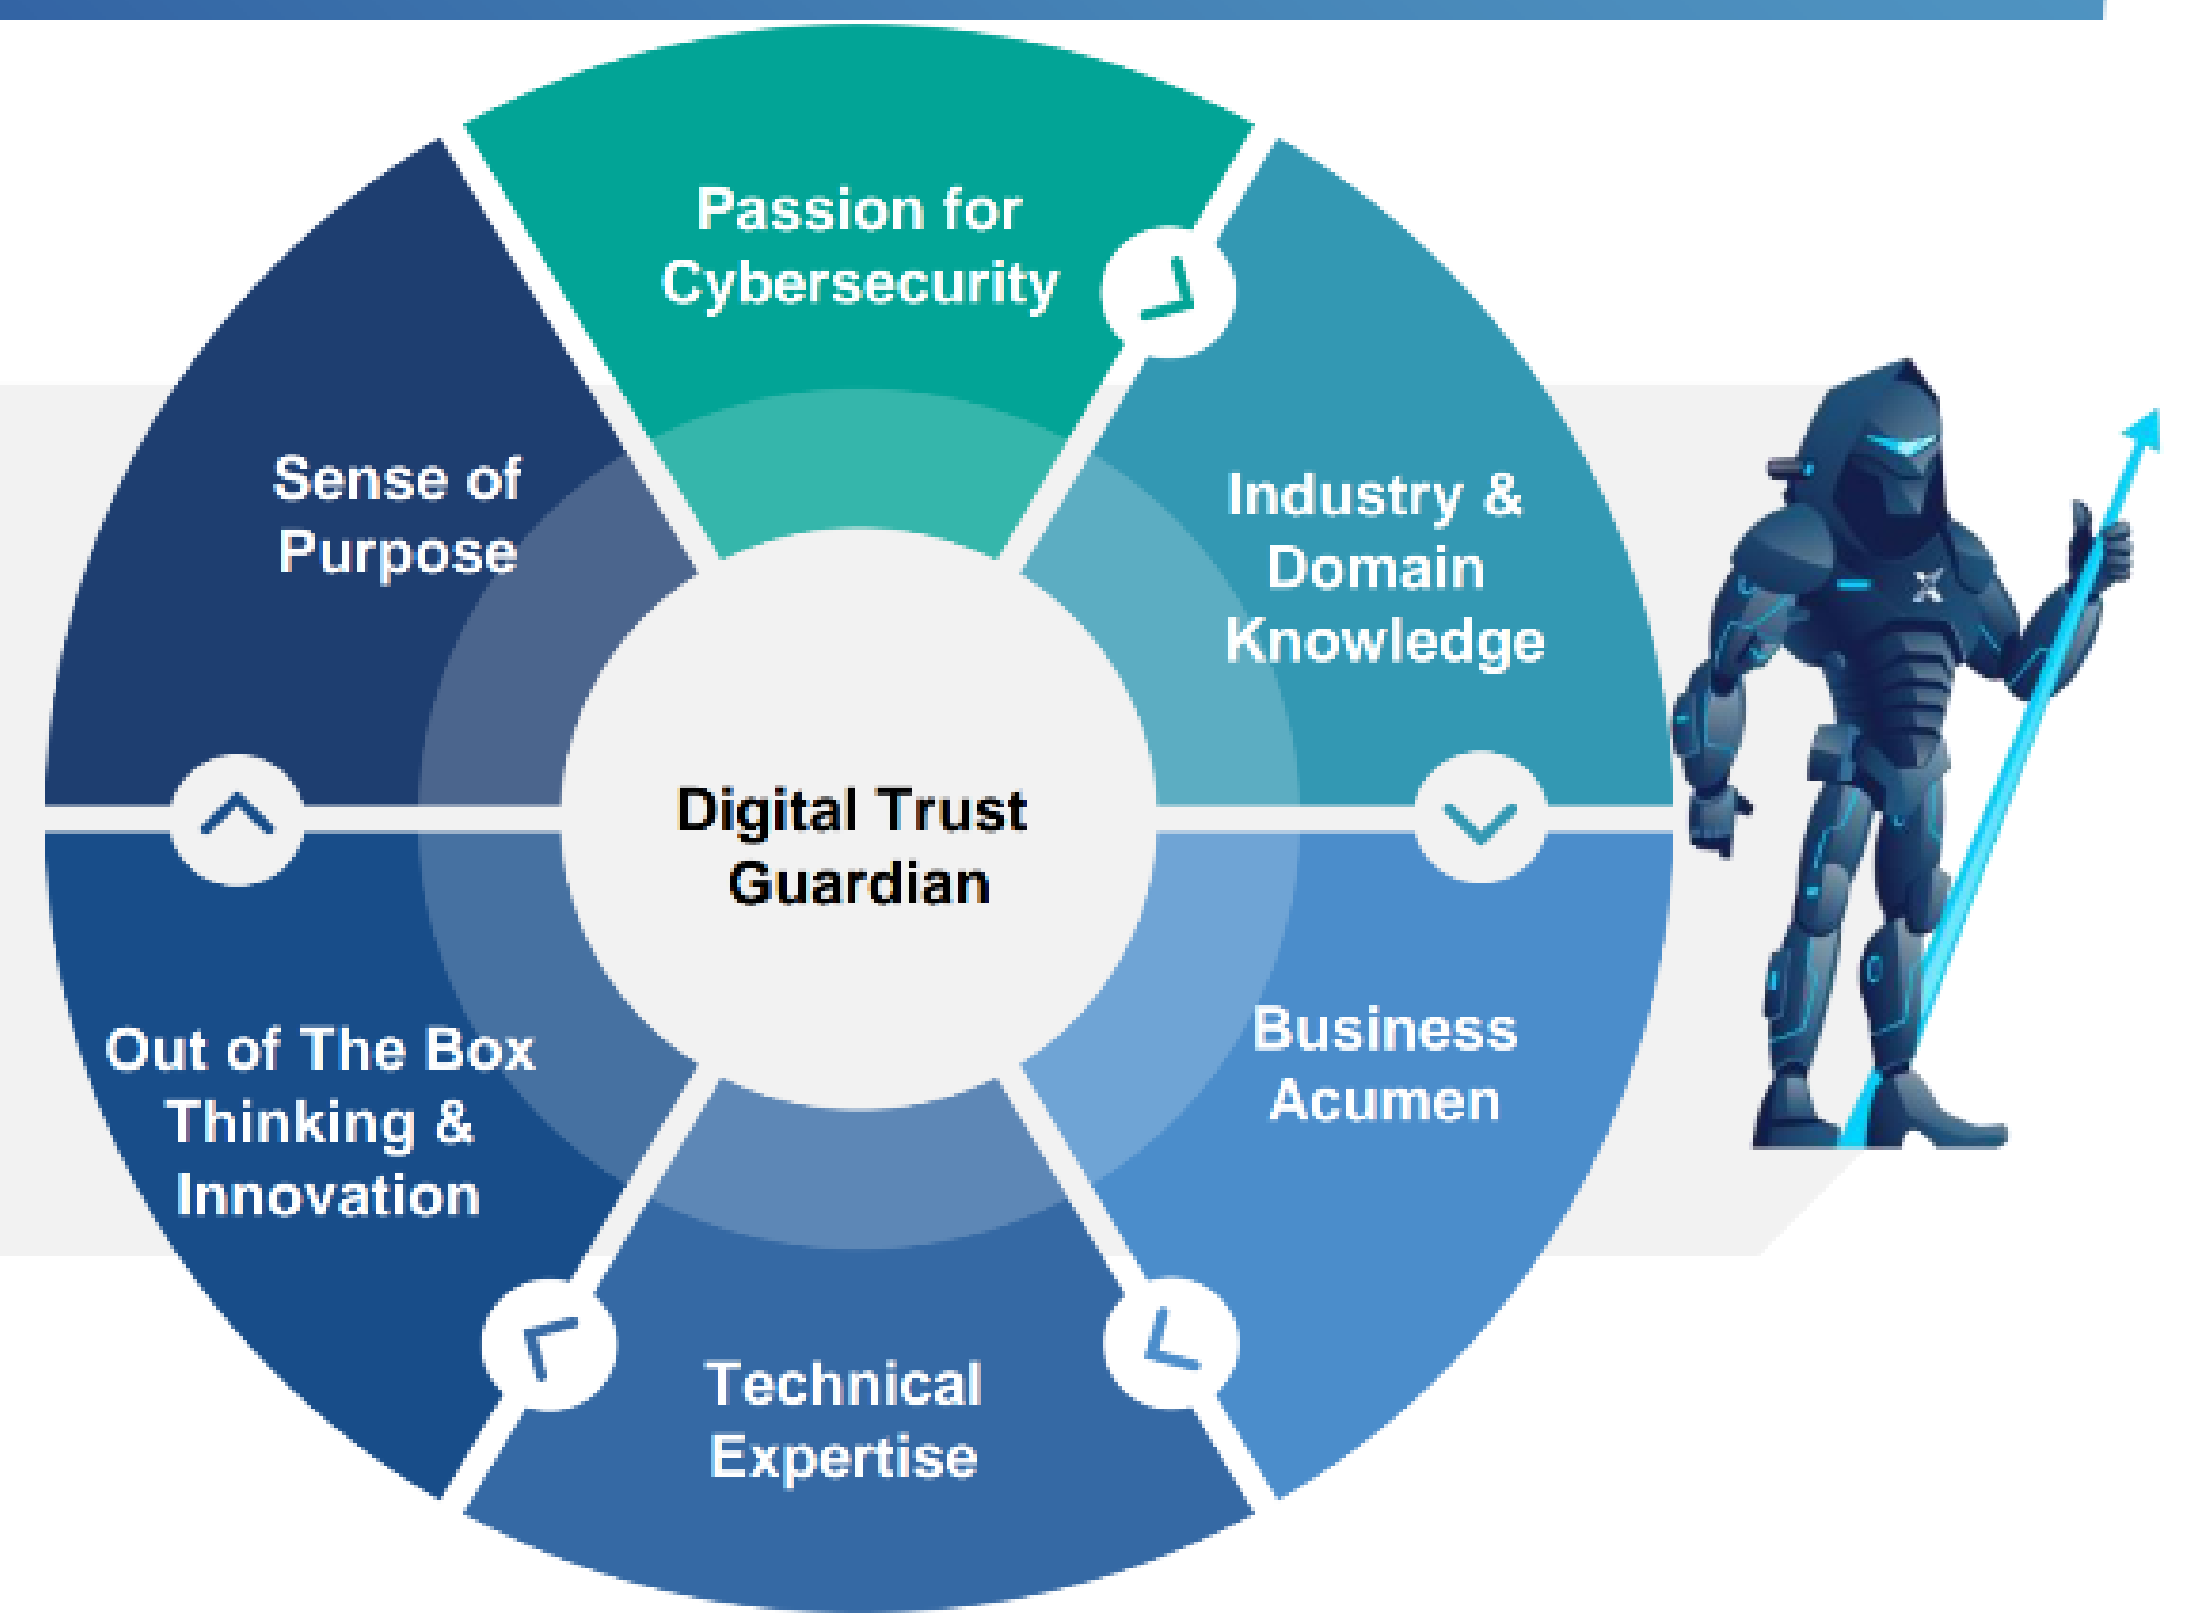 Passion for
Cybersecurity
Industry &
Domain
Knowledge
Business
Acumen
Technical
Expertise
Out of The Box
Thinking &
Innovation
Sense of
Purpose
Digital Trust
Guardian